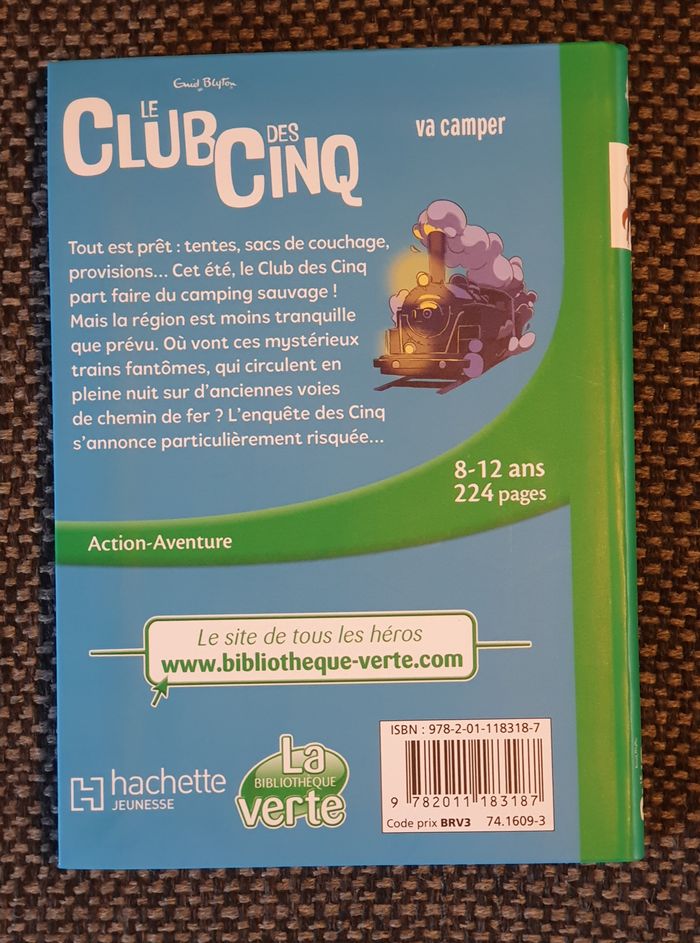 Enid Blyton
LE
CLUB DES
CINQ
va camper
Tout est prêt : tentes, sacs de couchage,
provisions... Cet été, le Club des Cinq
part faire du camping sauvage !
Mais la région est moins tranquille
que prévu. Où vont ces mystérieux
trains fantômes, qui circulent en
pleine nuit sur d'anciennes voies
de chemin de fer ? L'enquête des Cinq
s'annonce particulièrement risquée...
8-12 ans
224 pages
Action-Aventure
Le site de tous les héros
www.bibliotheque-verte.com
hachette
JEUNESSE
La
BIBLIOTHÈQUE
verte
ISBN : 978-2-01-118318-7
9 782011 183187
Code prix BRV3 74.1609-3